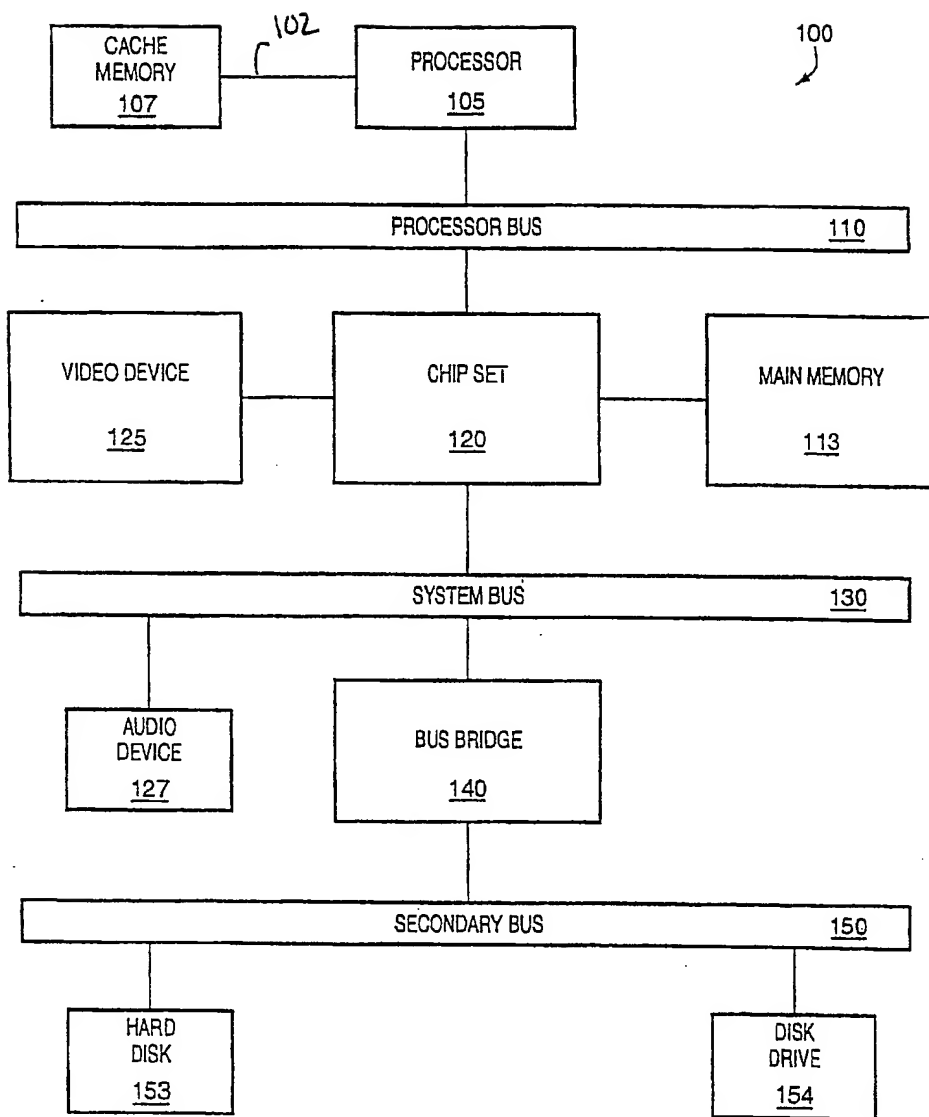 102
100
CACHE
MEMORY
107
PROCESSOR
105
PROCESSOR BUS 110
VIDEO DEVICE
125
CHIP SET
120
MAIN MEMORY
113
SYSTEM BUS 130
AUDIO
DEVICE
127
BUS BRIDGE
140
SECONDARY BUS 150
HARD
DISK
153
DISK
DRIVE
154